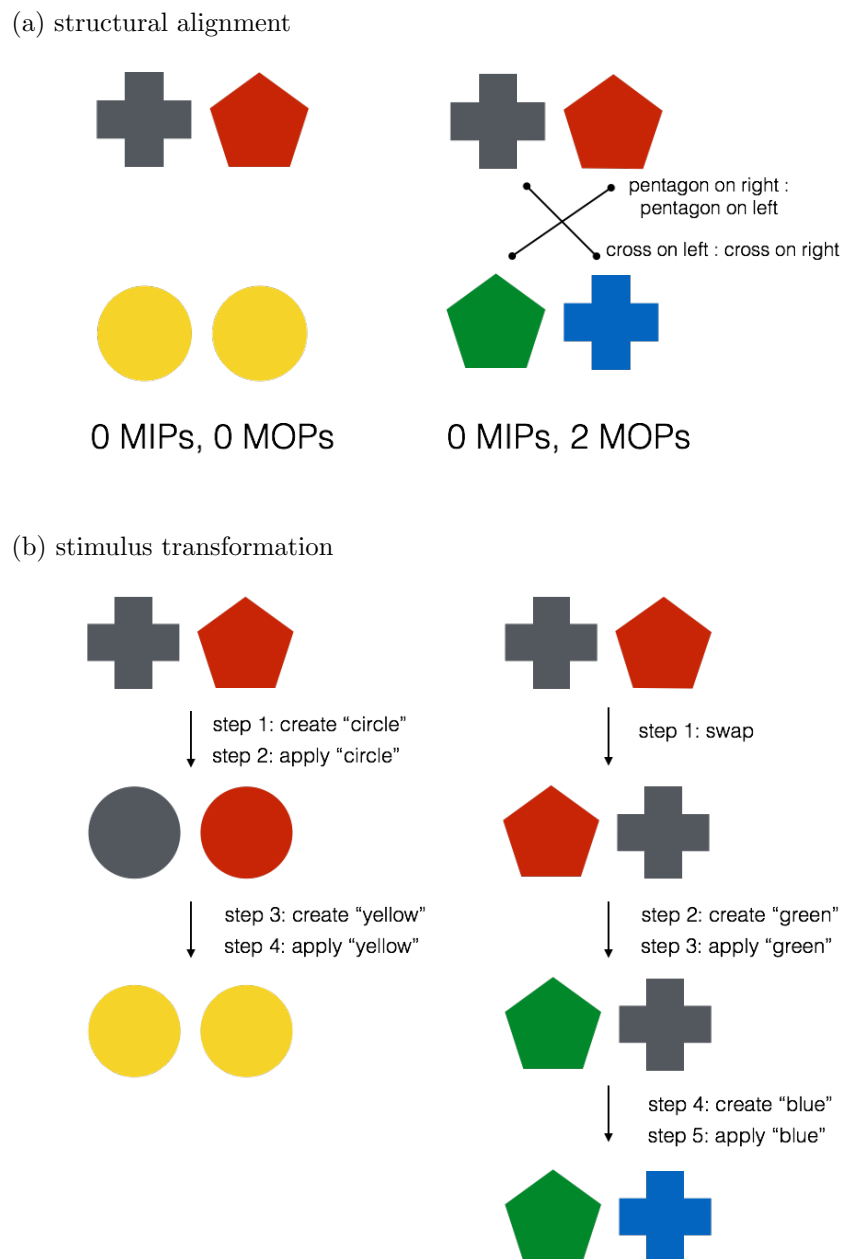 (a) structural alignment
pentagon on right :
pentagon on left
cross on left : cross on right
0 MIPs, 0 MOPs
0 MIPs, 2 MOPs
(b) stimulus transformation
step 1: create “circle”
step 2: apply “circle”
step 3: create “yellow”
step 4: apply “yellow”
step 1: swap
step 2: create “green”
step 3: apply “green”
step 4: create “blue”
step 5: apply “blue”